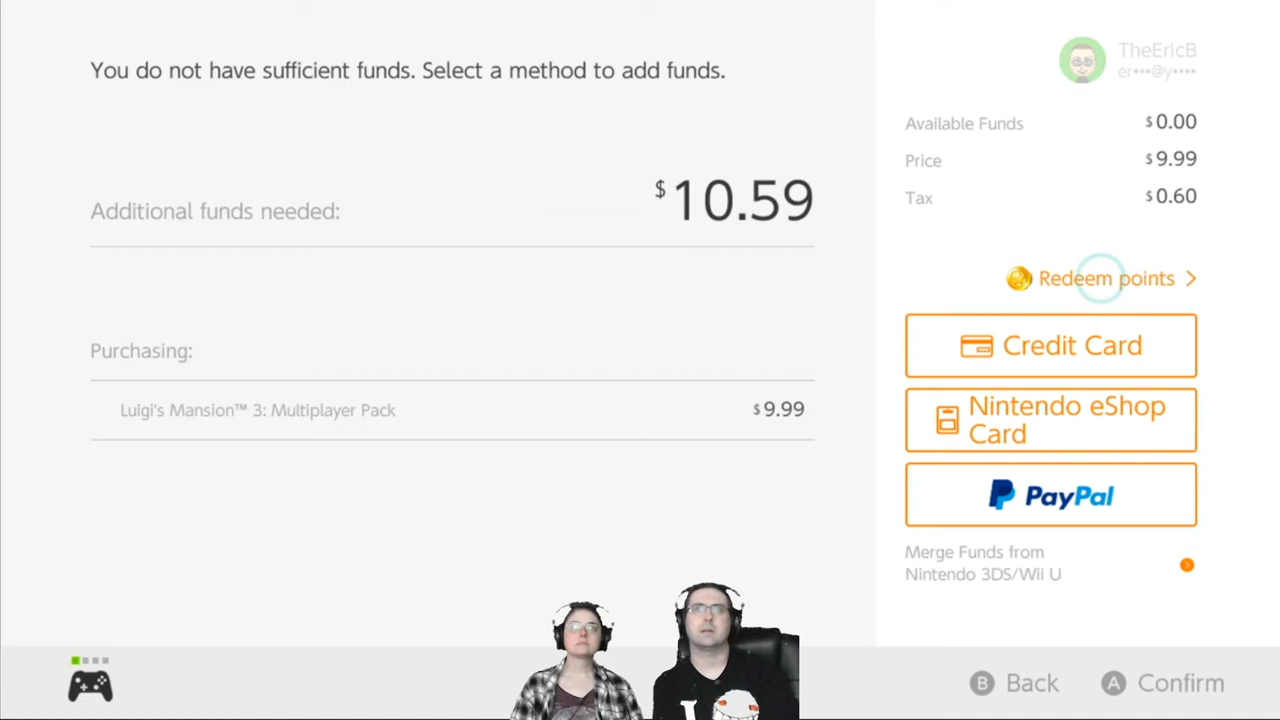 You do not have sufficient funds. Select a method to add funds.
TheEricB
er•••@y••••
Available Funds $0.00
Price $9.99
Tax $0.60
Additional funds needed: $10.59
Redeem points
Purchasing:
Luigi's Mansion™ 3: Multiplayer Pack $9.99
Credit Card
Nintendo eShop
Card
PayPal
Merge Funds from
Nintendo 3DS/Wii U
I
B Back A Confirm